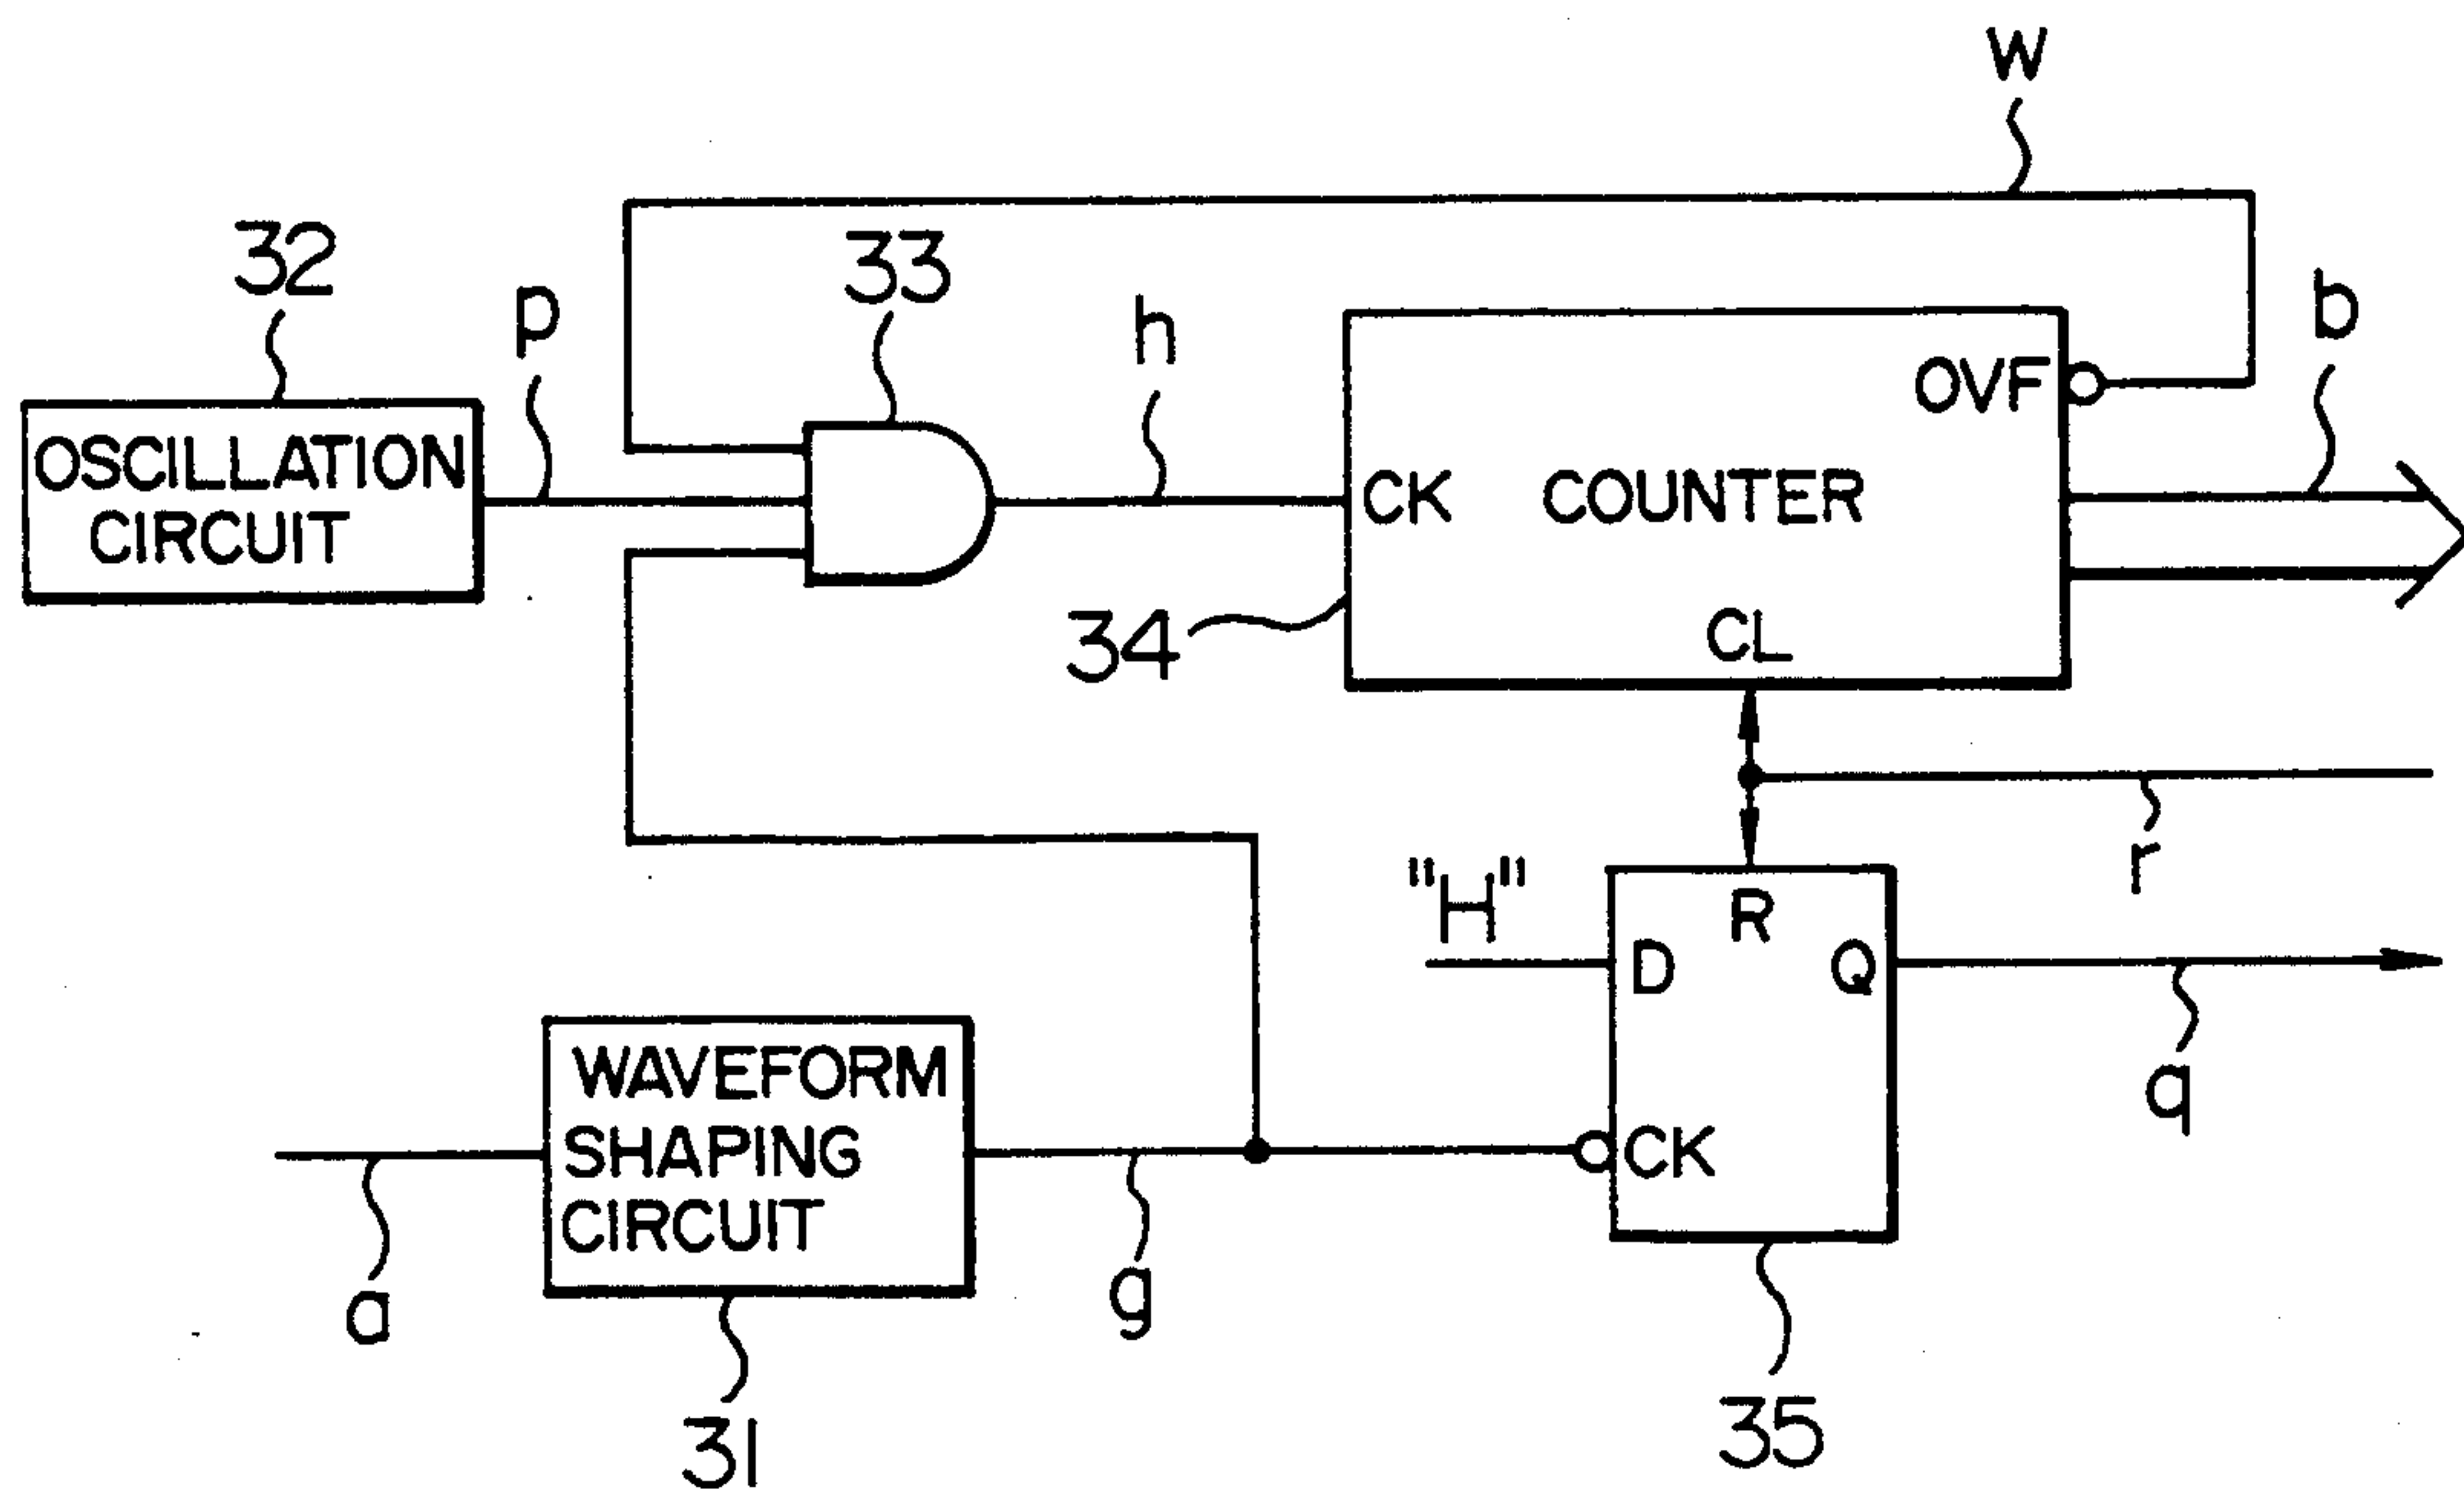 W
32
33
p
h
b
OVF
OSCILLATION
CIRCUIT
CK
COUNTER
34
CL
r
"H"
R
D
Q
WAVEFORM
SHAPING
CIRCUIT
CK
q
a
g
31
35